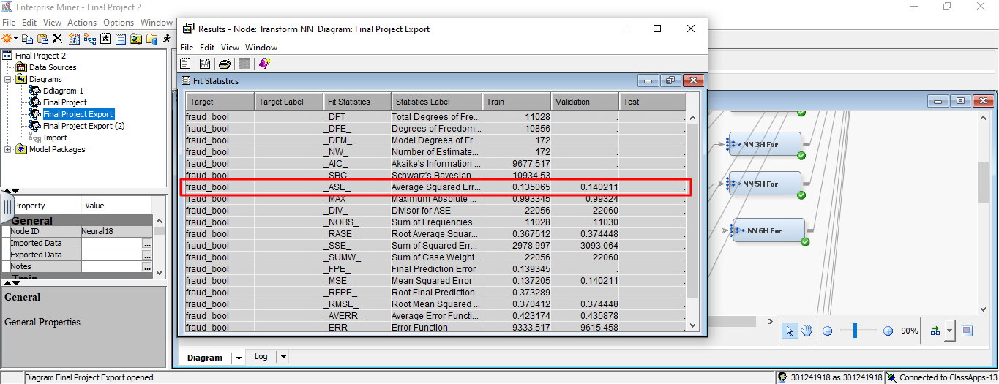 Enterprise Miner - Final Project 2
File Edit View Actions Options Window
Final Project 2
Data Sources
Diagrams
Ddiagram 1
Final Project
Final Project Export
Final Project Export (2)
Import
Model Packages
Property Value
General
Node ID Neural18
Imported Data ...
Exported Data ...
Notes ...
Train
General
General Properties
Results - Node: Transform NN Diagram: Final Project Export
File Edit View Window
Fit Statistics
Target Target Label Fit Statistics Statistics Label Train Validation Test
fraud_bool _DFT_ Total Degrees of Fre... 11028 . .
fraud_bool _DFE_ Degrees of Freedom... 10856 . .
fraud_bool _DFM_ Model Degrees of Fr... 172 . .
fraud_bool _NW_ Number of Estimate... 172 . .
fraud_bool _AIC_ Akaike's Information ... 9677.517 . .
fraud_bool _SBC_ Schwarz's Bayesian ... 10934.53 . .
fraud_bool _ASE_ Average Squared Err... 0.135065 0.140211 .
fraud_bool _MAX_ Maximum Absolute ... 0.993345 0.99324 .
fraud_bool _DIV_ Divisor for ASE 22056 22060 .
fraud_bool _NOBS_ Sum of Frequencies 11028 11030 .
fraud_bool _RASE_ Root Average Squar... 0.367512 0.374448 .
fraud_bool _SSE_ Sum of Squared Err... 2978.997 3093.064 .
fraud_bool _SUMW_ Sum of Case Weight... 22056 22060 .
fraud_bool _FPE_ Final Prediction Error 0.139345 . .
fraud_bool _MSE_ Mean Squared Error 0.137205 0.140211 .
fraud_bool _RFPE_ Root Final Prediction... 0.373289 . .
fraud_bool _RMSE_ Root Mean Squared ... 0.370412 0.374448 .
fraud_bool _AVERR_ Average Error Functi... 0.423174 0.435878 .
fraud_bool _ERR_ Error Function 9333.517 9615.458 .
NN 3H For
NN 5H For
NN 6H For
90%
Diagram Log
Diagram Final Project Export opened
301241918 as 301241918 Connected to ClassApps-13